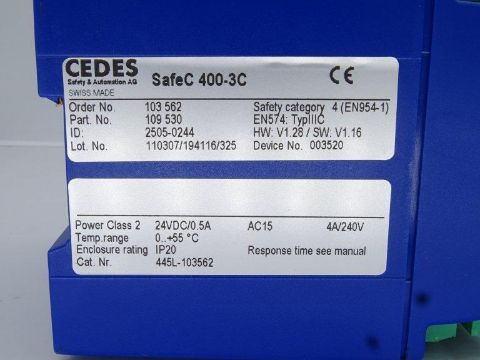 CEDES SafeC 400-3C CE
Safety & Automation AG
SWISS MADE
Order No. 103 562 Safety category 4 (EN954-1)
Part. No. 109 530 EN574: TypIIIC
ID: 2505-0244 HW: V1.28 / SW: V1.16
Lot. No. 110307/194116/325 Device No. 003520
Power Class 2 24VDC/0.5A AC15 4A/240V
Temp.range 0..+55 °C
Enclosure rating IP20 Response time see manual
Cat. Nr. 445L-103562